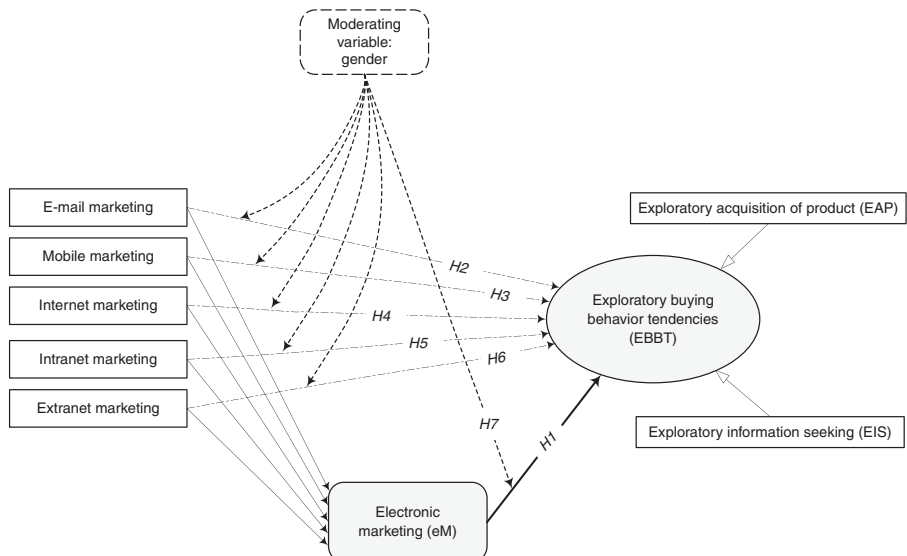 Moderating
variable:
gender
E-mail marketing
Mobile marketing
Internet marketing
Intranet marketing
Extranet marketing
H2
H3
H4
H5
H6
H7
H1
Exploratory acquisition of product (EAP)
Exploratory buying
behavior tendencies
(EBBT)
Exploratory information seeking (EIS)
Electronic
marketing (eM)